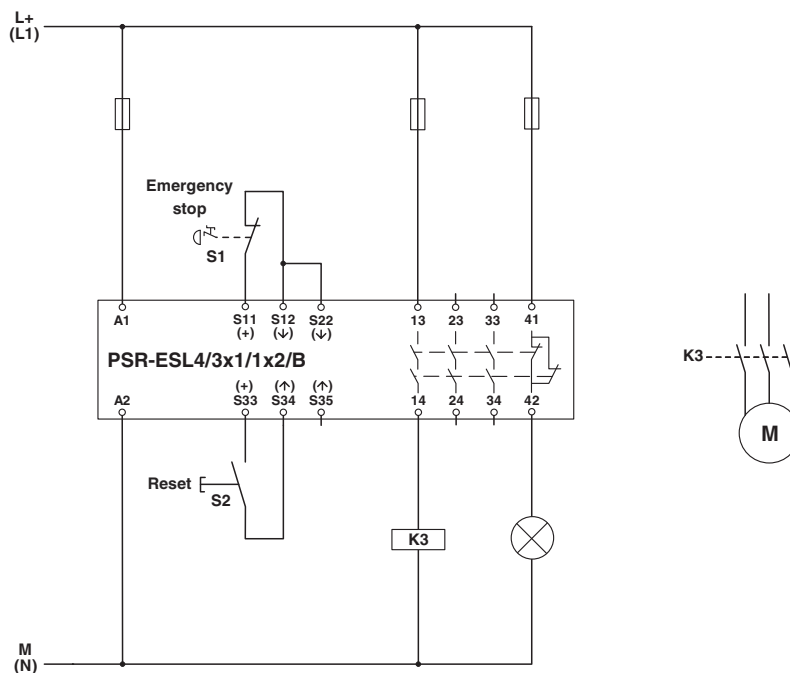 L+
(L1)
Emergency
stop
S1
A1 S11 S12 S22 13 23 33 41
(+) (↓) (↓)
PSR-ESL4/3x1/1x2/B
(+) (↑) (↑)
A2 S33 S34 S35 14 24 34 42
Reset
S2
K3
K3
M
M
(N)